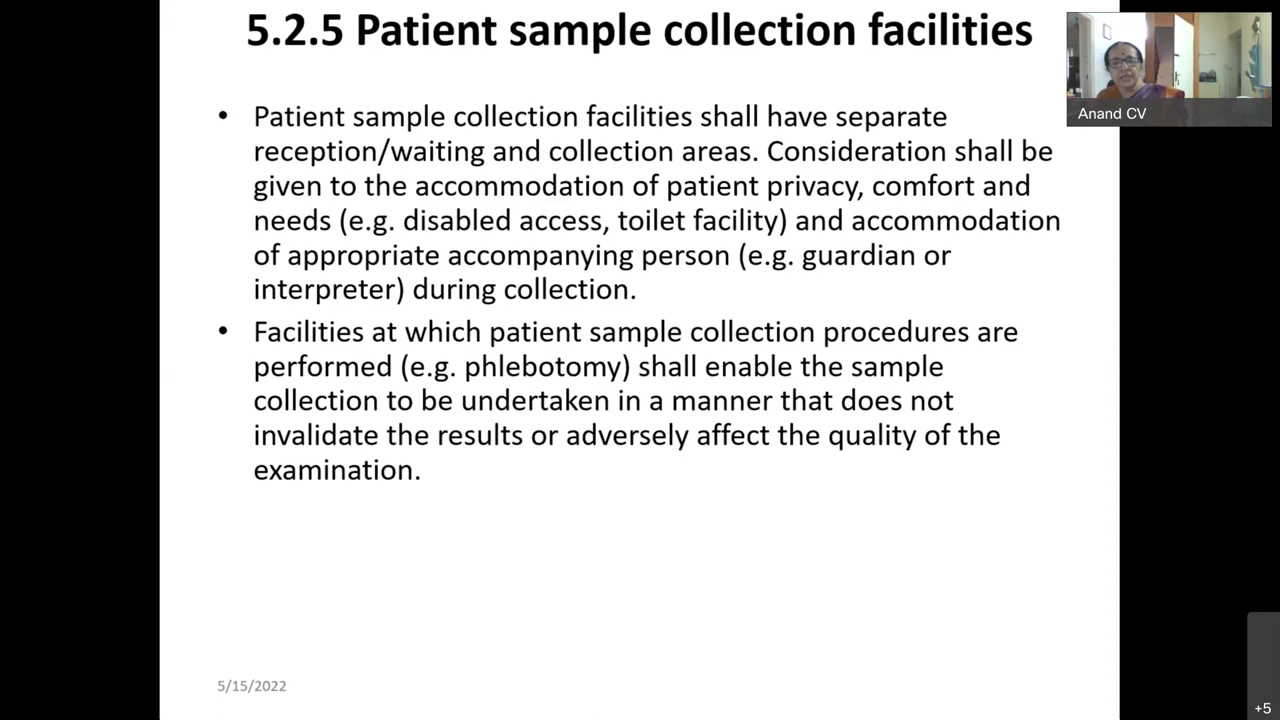 5.2.5 Patient sample collection facilities
Anand CV
• Patient sample collection facilities shall have separate
reception/waiting and collection areas. Consideration shall be
given to the accommodation of patient privacy, comfort and
needs (e.g. disabled access, toilet facility) and accommodation
of appropriate accompanying person (e.g. guardian or
interpreter) during collection.
• Facilities at which patient sample collection procedures are
performed (e.g. phlebotomy) shall enable the sample
collection to be undertaken in a manner that does not
invalidate the results or adversely affect the quality of the
examination.
5/15/2022
+5